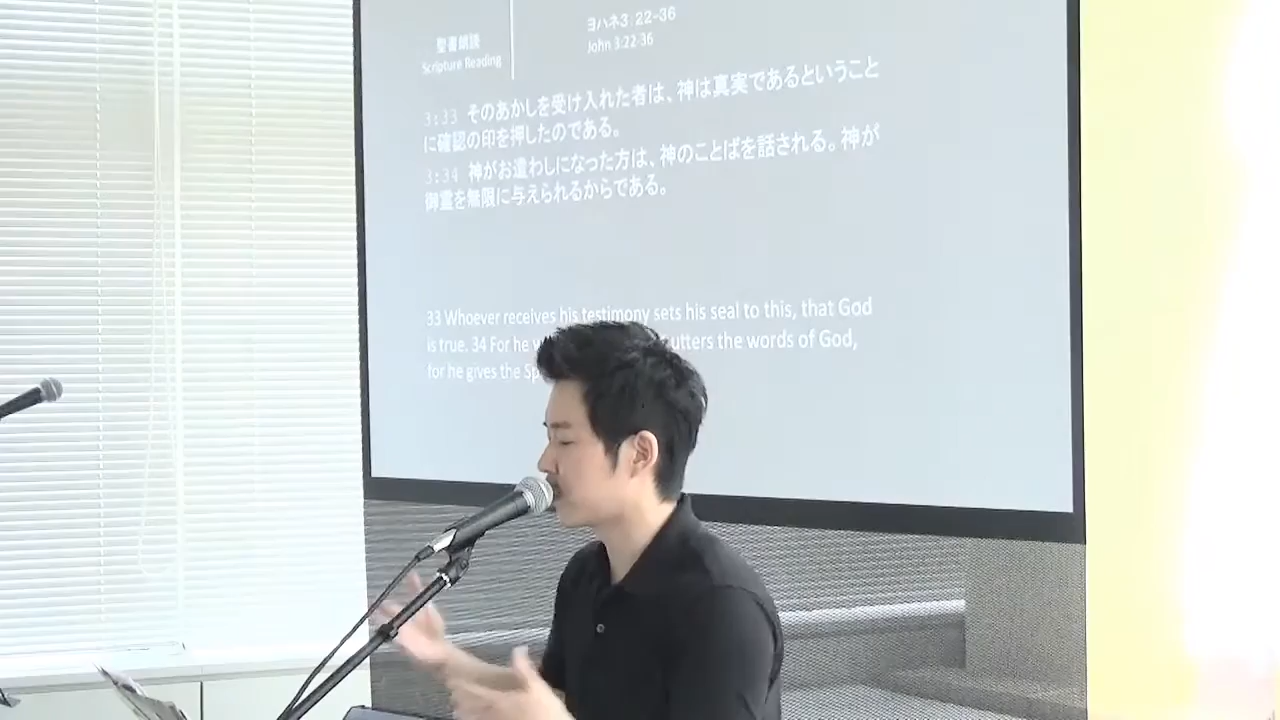 聖書朗読
Scripture Reading
ヨハネ3：22-36
John 3:22-36
3:33 そのあかしを受け入れた者は、神は真実であるということ
に確認の印を押したのである。
3:34 神がお遣わしになった方は、神のことばを話される。神が
御霊を無限に与えられるからである。
33 Whoever receives his testimony sets his seal to this, that God
is true. 34 For he utters the words of God,
for he gives the